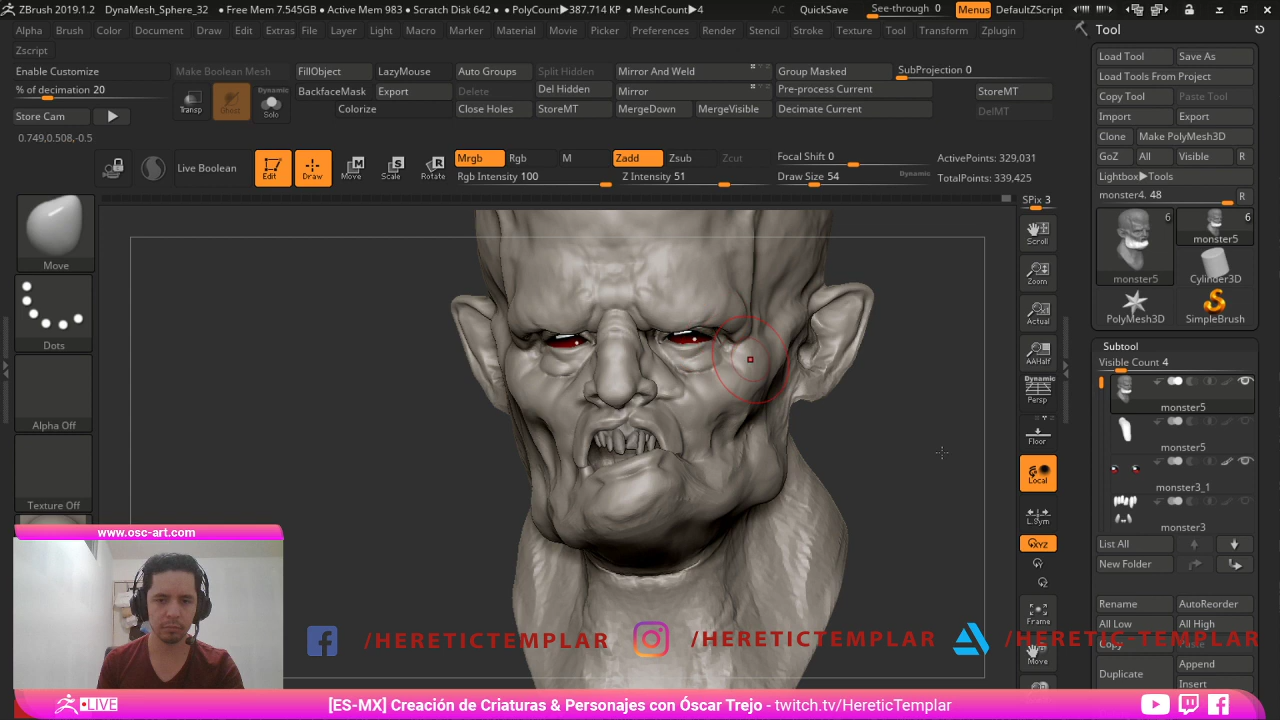 ZBrush 2019.1.2 DynaMesh_Sphere_32 • Free Memory 7.545GB • Active Mem 983 • Scratch Disk 642 • • PolyCount▶387.714 KP • MeshCount▶4 AC QuickSave See-through 0 Menus DefaultZScript
Alpha Brush Color Document Draw Edit Extras File Layer Light Macro Marker Material Movie Picker Preferences Render Stencil Stroke Texture Tool Transform Zplugin
Zscript
Enable Customize Make Boolean Mesh FillObject LazyMouse Auto Groups Split Hidden Mirror And Weld Group Masked SubProjection 0
% of decimation 20 Transp Ghost Dynamic Solo BackfaceMask Export Delete Del Hidden Mirror Pre-process Current StoreMT
Store Cam Colorize Close Holes StoreMT MergeDown MergeVisible Decimate Current DelMT
0.749,0.508,-0.5
Live Boolean Edit Draw Move Scale Rotate Mrgb Rgb M Zadd Zsub Zcut Focal Shift 0 ActivePoints: 329,031
Rgb Intensity 100 Z Intensity 51 Draw Size 54 Dynamic TotalPoints: 339,425
Move
Dots
Alpha Off
Texture Off
SPix 3
Scroll
Zoom
Actual
AAHalf
Dynamic
Persp
Floor
Local
L.Sym
XYZ
Frame
Move
Tool
Load Tool Save As
Load Tools From Project
Copy Tool Paste Tool
Import Export
Clone Make PolyMesh3D
GoZ All Visible R
Lightbox▶Tools
monster4. 48 R
6 6
monster5
monster5 Cylinder3D
PolyMesh3D SimpleBrush
Subtool
Visible Count 4
monster5
monster5
monster3_1
monster3
List All
New Folder
Rename AutoReorder
All Low All High
Copy Paste
Duplicate Append
Insert
www.osc-art.com
/HERETICTEMPLAR /HERETICTEMPLAR /HERETIC-TEMPLAR
LIVE [ES-MX] Creación de Criaturas & Personajes con Óscar Trejo - twitch.tv/HereticTemplar